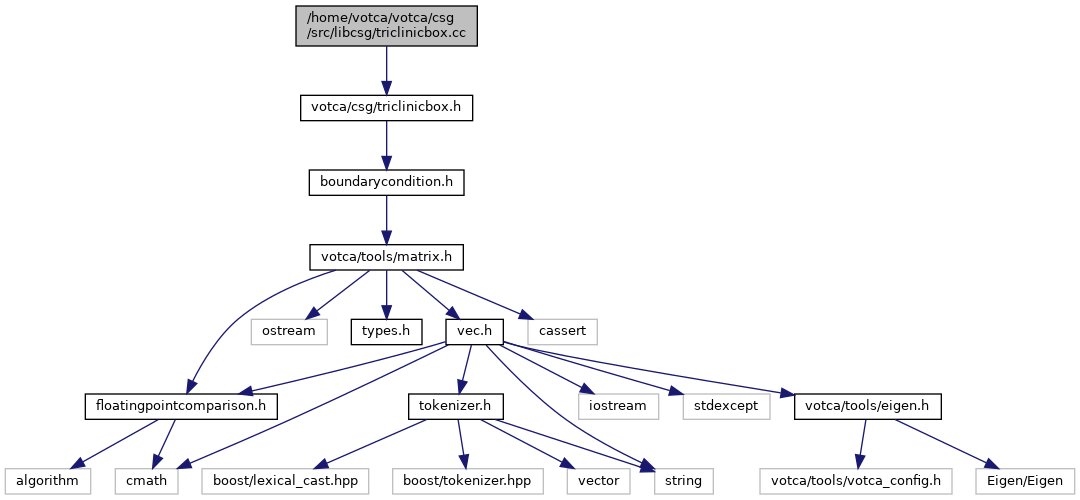 /home/votca/votca/csg
/src/libcsg/triclinicbox.cc
votca/csg/triclinicbox.h
boundarycondition.h
votca/tools/matrix.h
ostream
types.h
vec.h
cassert
floatingpointcomparison.h
tokenizer.h
iostream
stdexcept
votca/tools/eigen.h
algorithm
cmath
boost/lexical_cast.hpp
boost/tokenizer.hpp
vector
string
votca/tools/votca_config.h
Eigen/Eigen